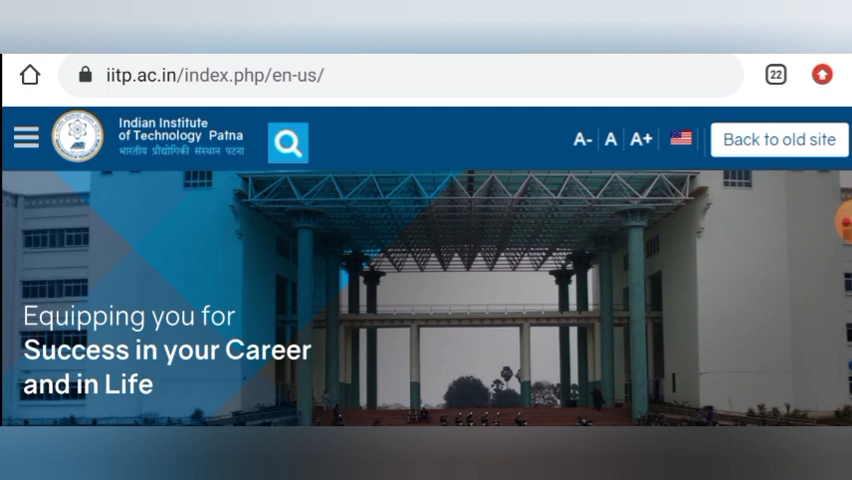 iitp.ac.in/index.php/en-us/
22
Indian Institute
of Technology Patna
भारतीय प्रौद्योगिकी संस्थान पटना
A- A A+
Back to old site
Equipping you for
Success in your Career
and in Life